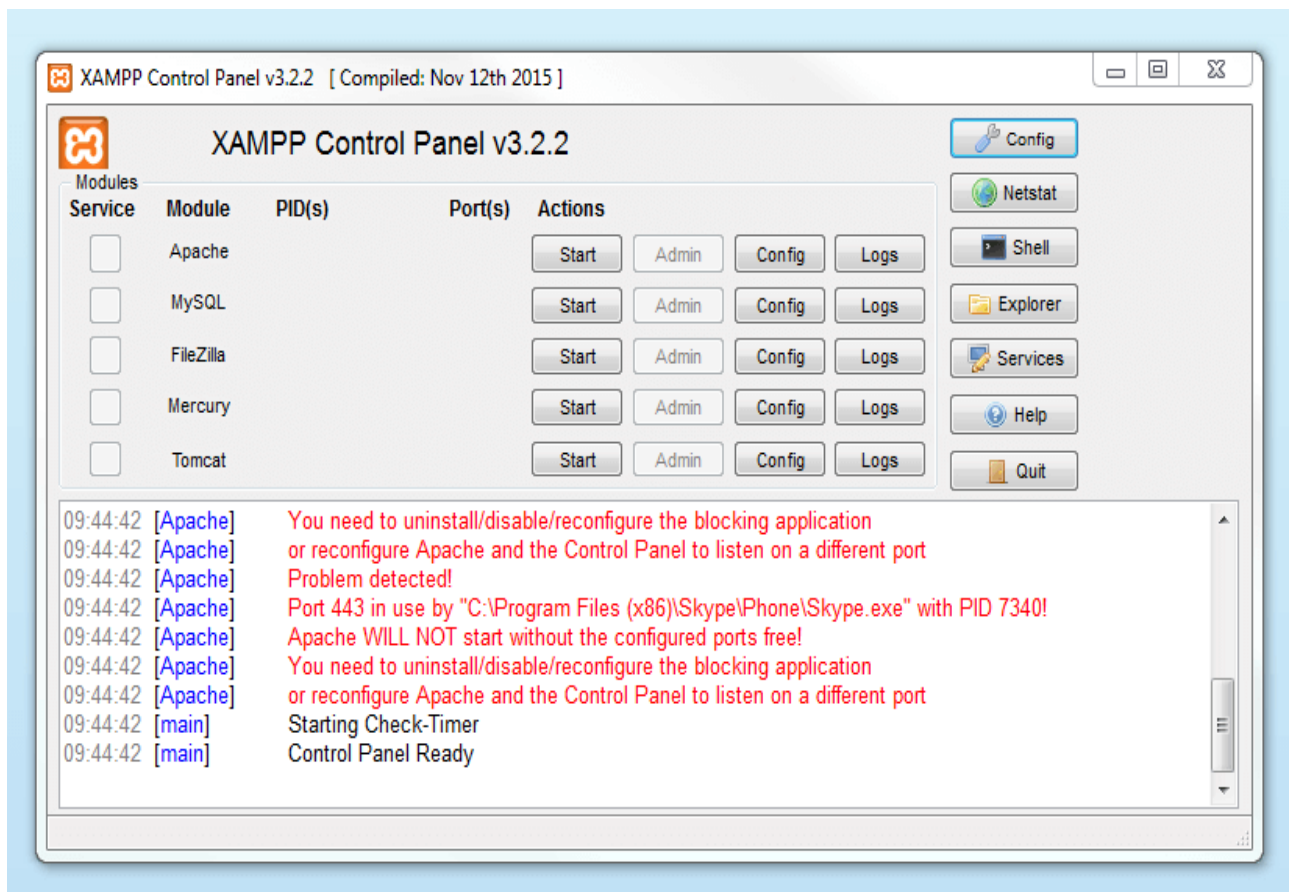 XAMPP Control Panel v3.2.2 [ Compiled: Nov 12th 2015 ]
XAMPP Control Panel v3.2.2
Config
Modules
Netstat
Service Module PID(s) Port(s) Actions
Apache Start Admin Config Logs
Shell
MySQL Start Admin Config Logs
Explorer
FileZilla Start Admin Config Logs
Services
Mercury Start Admin Config Logs
Help
Tomcat Start Admin Config Logs
Quit
09:44:42 [Apache] You need to uninstall/disable/reconfigure the blocking application
09:44:42 [Apache] or reconfigure Apache and the Control Panel to listen on a different port
09:44:42 [Apache] Problem detected!
09:44:42 [Apache] Port 443 in use by "C:\Program Files (x86)\Skype\Phone\Skype.exe" with PID 7340!
09:44:42 [Apache] Apache WILL NOT start without the configured ports free!
09:44:42 [Apache] You need to uninstall/disable/reconfigure the blocking application
09:44:42 [Apache] or reconfigure Apache and the Control Panel to listen on a different port
09:44:42 [main] Starting Check-Timer
09:44:42 [main] Control Panel Ready